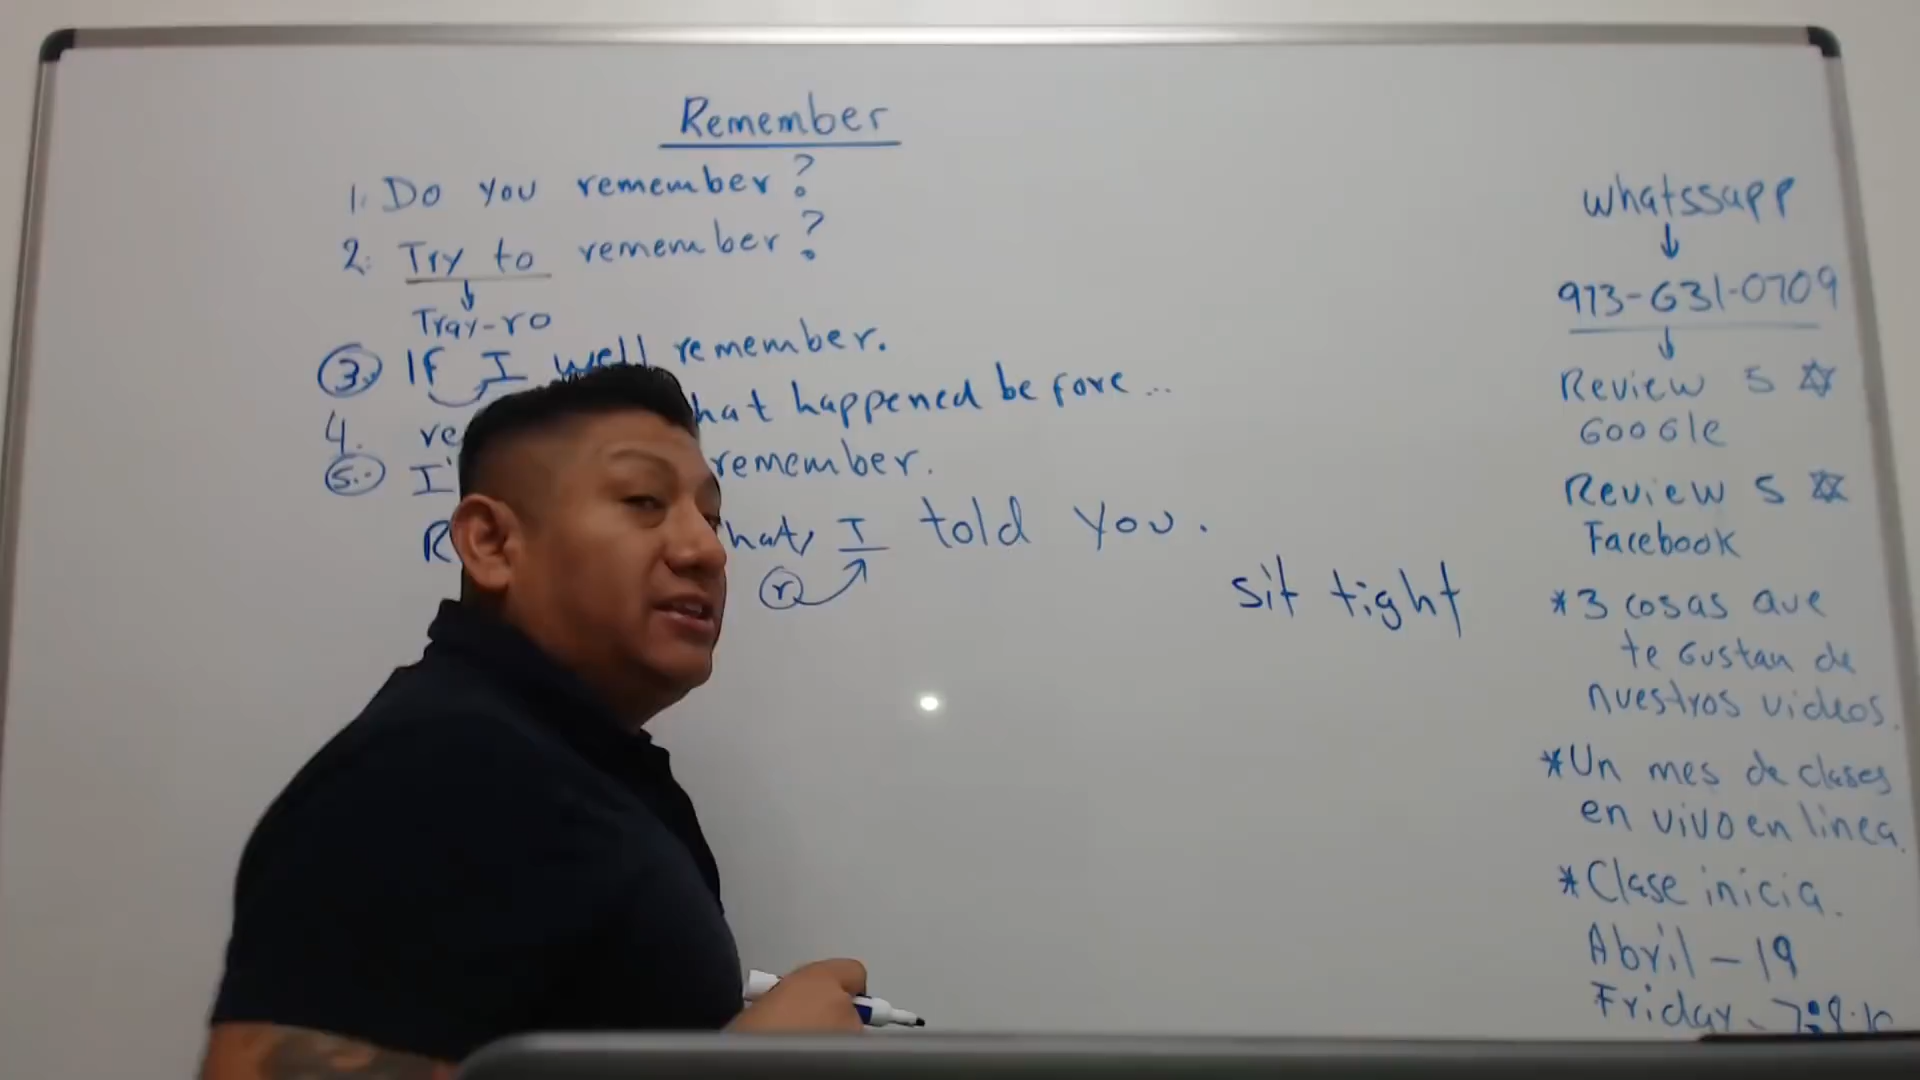 Remember
1. Do you remember?
2. Try to remember?
Tray-ro
3. If I well remember.
4. hat happened before...
5. I' remember.
R hat, I told you.
r
sit tight
whatssapp
973-631-0709
Review 5
Google
Review 5
Facebook
*3 cosas que
te gustan de
nuestros videos.
*Un mes de clases
en vivo en linea.
*Clase inicia.
Abril - 19
Friday